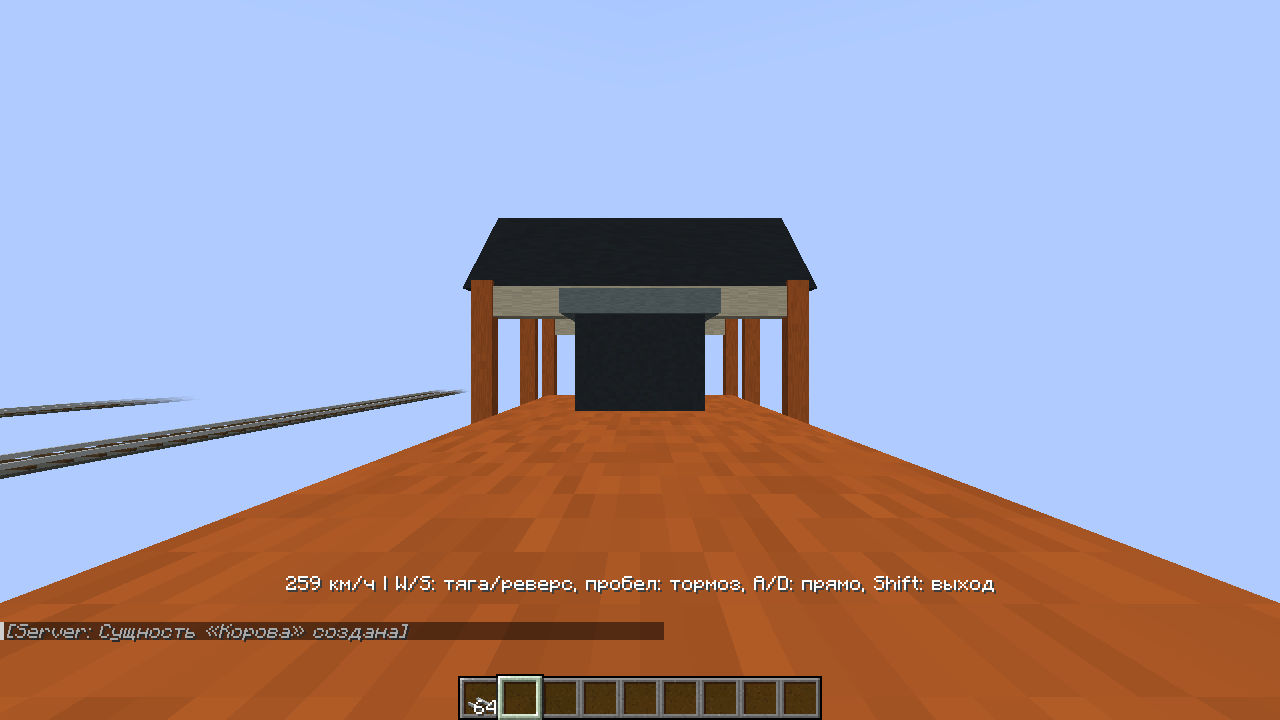 259 км/ч | W/S: тяга/реверс, пробел: тормоз, A/D: прямо, Shift: выход
[Server: Сущность «Корова» создана]
64